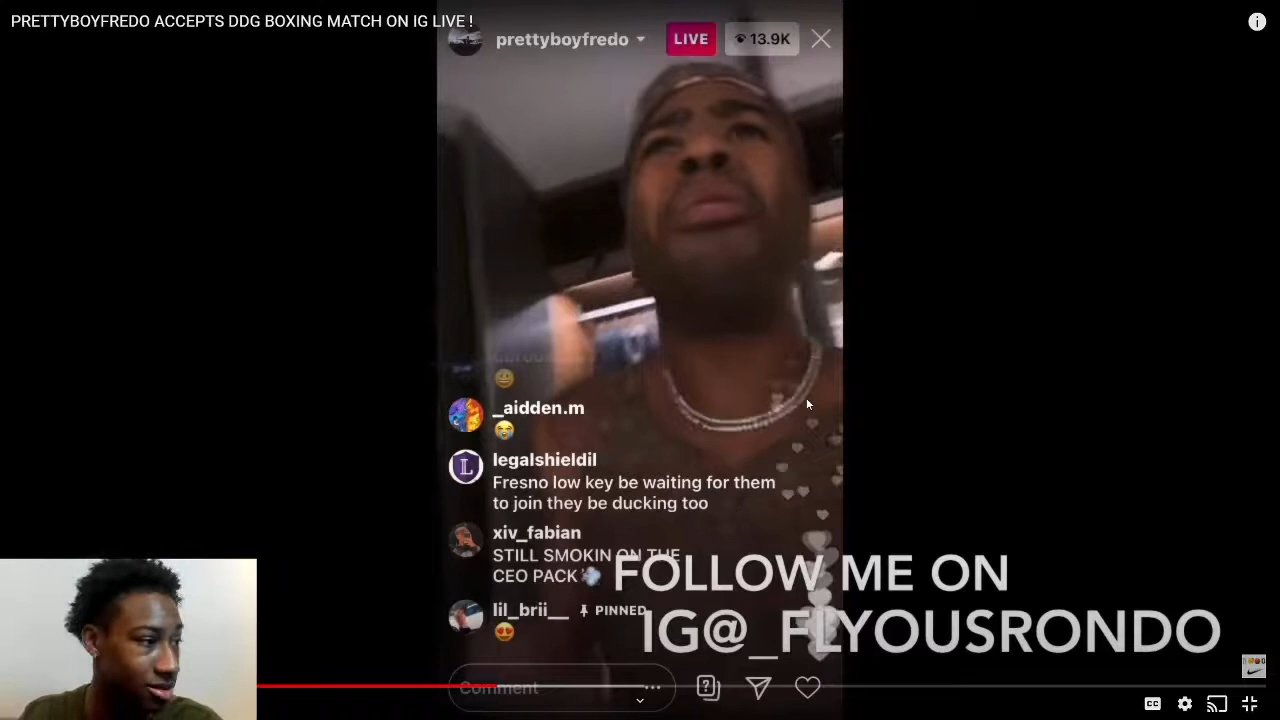 PRETTYBOYFREDO ACCEPTS DDG BOXING MATCH ON IG LIVE !
prettyboyfredo LIVE 13.9K
_aidden.m
😭
legalshieldil
Fresno low key be waiting for them
to join they be ducking too
xiv_fabian
STILL SMOKIN ON THE
CEO PACK💨
lil_brii__ PINNED
😍
FOLLOW ME ON
IG@_FLYOUSRONDO
Comment
CC